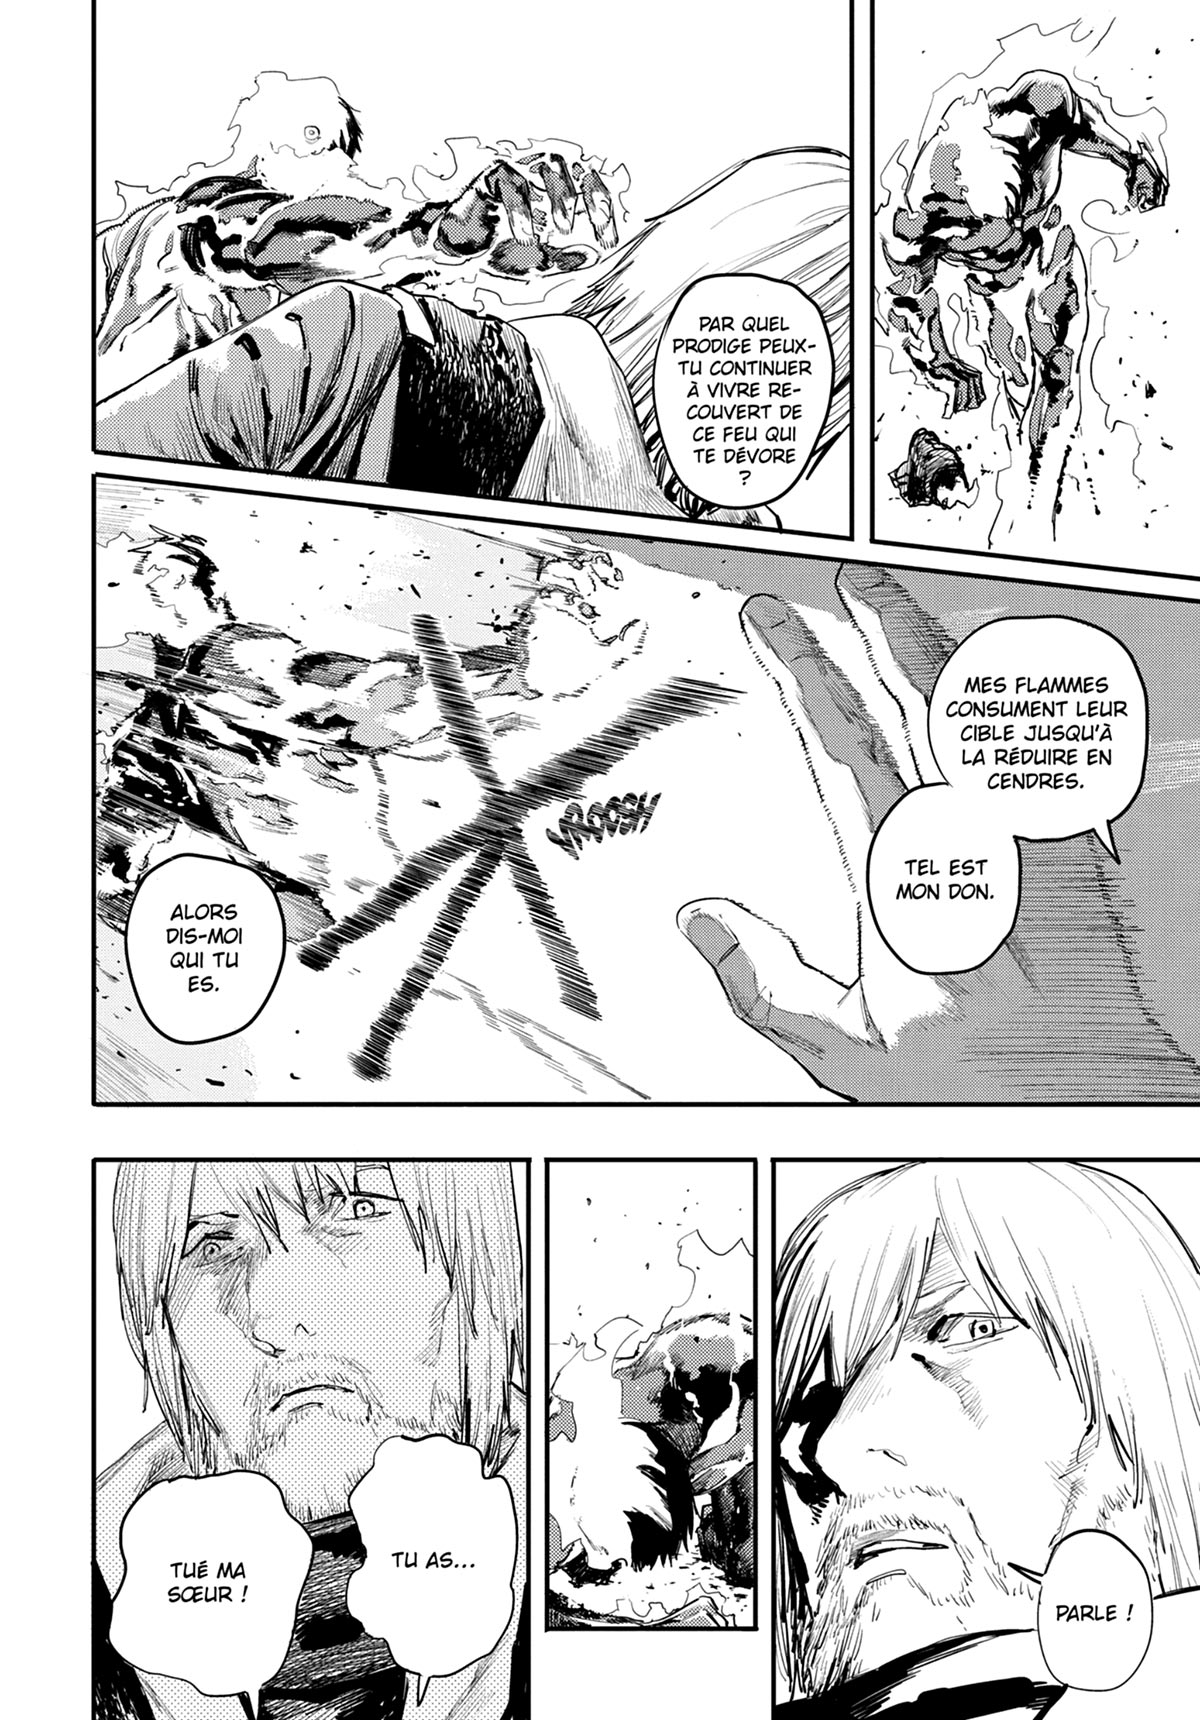 PAR QUEL
PRODIGE PEUX-
TU CONTINUER
À VIVRE RE-
COUVERT DE
CE FEU QUI
TE DÉVORE
?
MES FLAMMES
CONSUMENT LEUR
CIBLE JUSQU'À
LA RÉDUIRE EN
CENDRES.
TEL EST
MON DON.
VROOSH
ALORS
DIS-MOI
QUI TU
ES.
PARLE !
TU AS...
TUÉ MA
SŒUR !